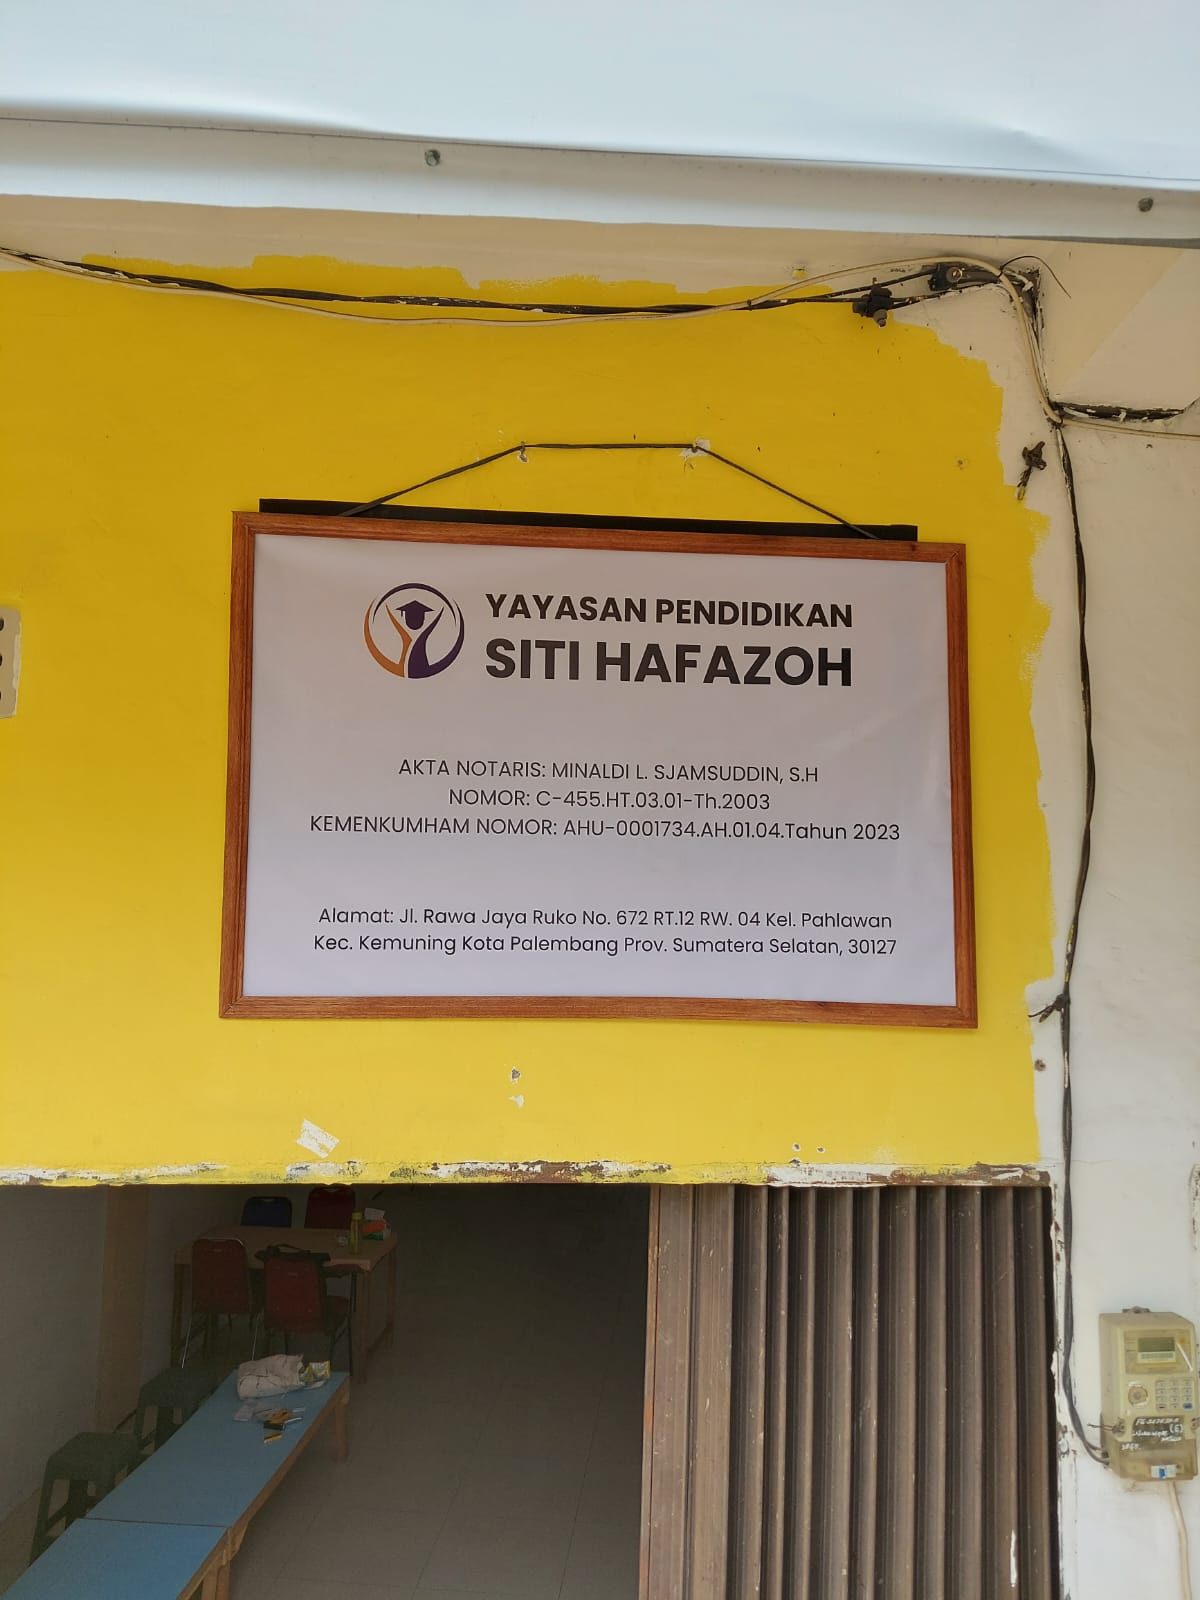 YAYASAN PENDIDIKAN
SITI HAFAZOH
AKTA NOTARIS: MINALDI L. SJAMSUDDIN, S.H
NOMOR: C-455.HT.03.01-Th.2003
KEMENKUMHAM NOMOR: AHU-0001734.AH.01.04.Tahun 2023
Alamat: Jl. Rawa Jaya Ruko No. 672 RT.12 RW. 04 Kel. Pahlawan
Kec. Kemuning Kota Palembang Prov. Sumatera Selatan, 30127